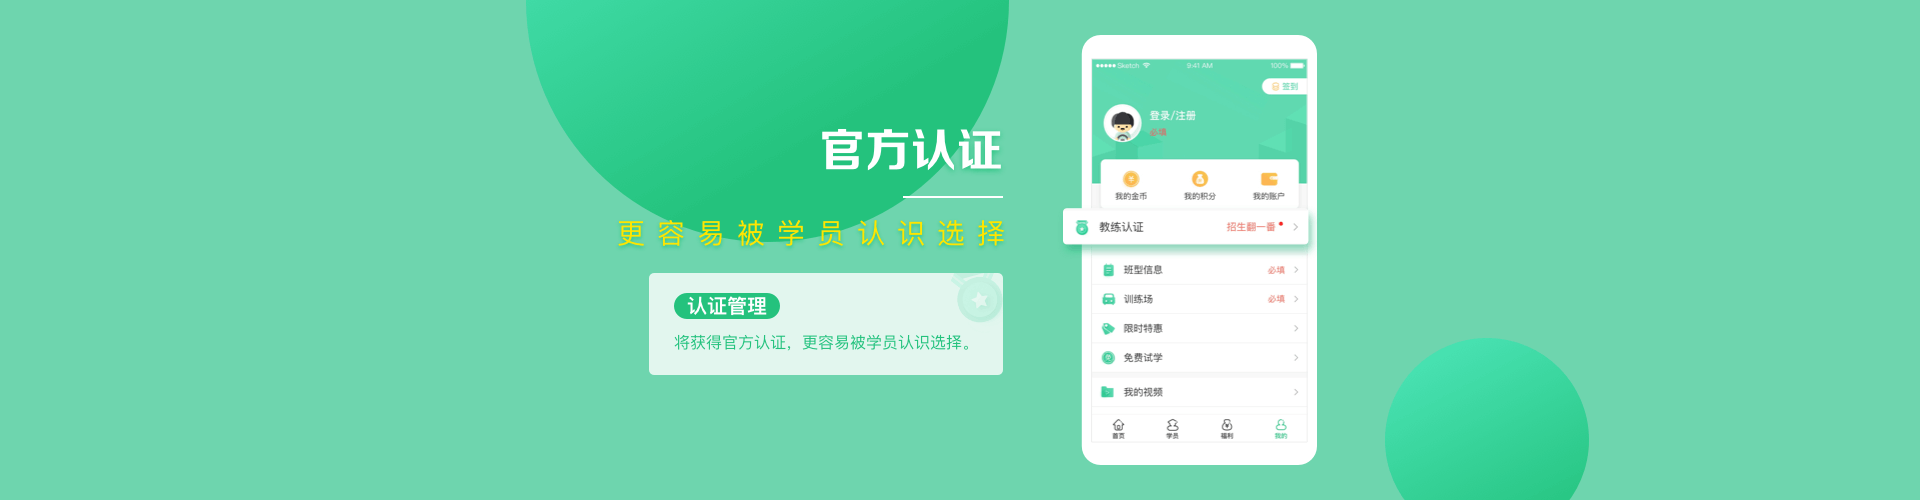 官方认证
更容易被学员认识选择
认证管理
将获得官方认证，更容易被学员认识选择。
Sketch 9:41 AM 100%
签到
登录/注册
必填
我的金币 我的积分 我的账户
教练认证 招生翻一番
班型信息 必填
训练场 必填
限时特惠
免费试学
我的视频
首页 学员 福利 我的